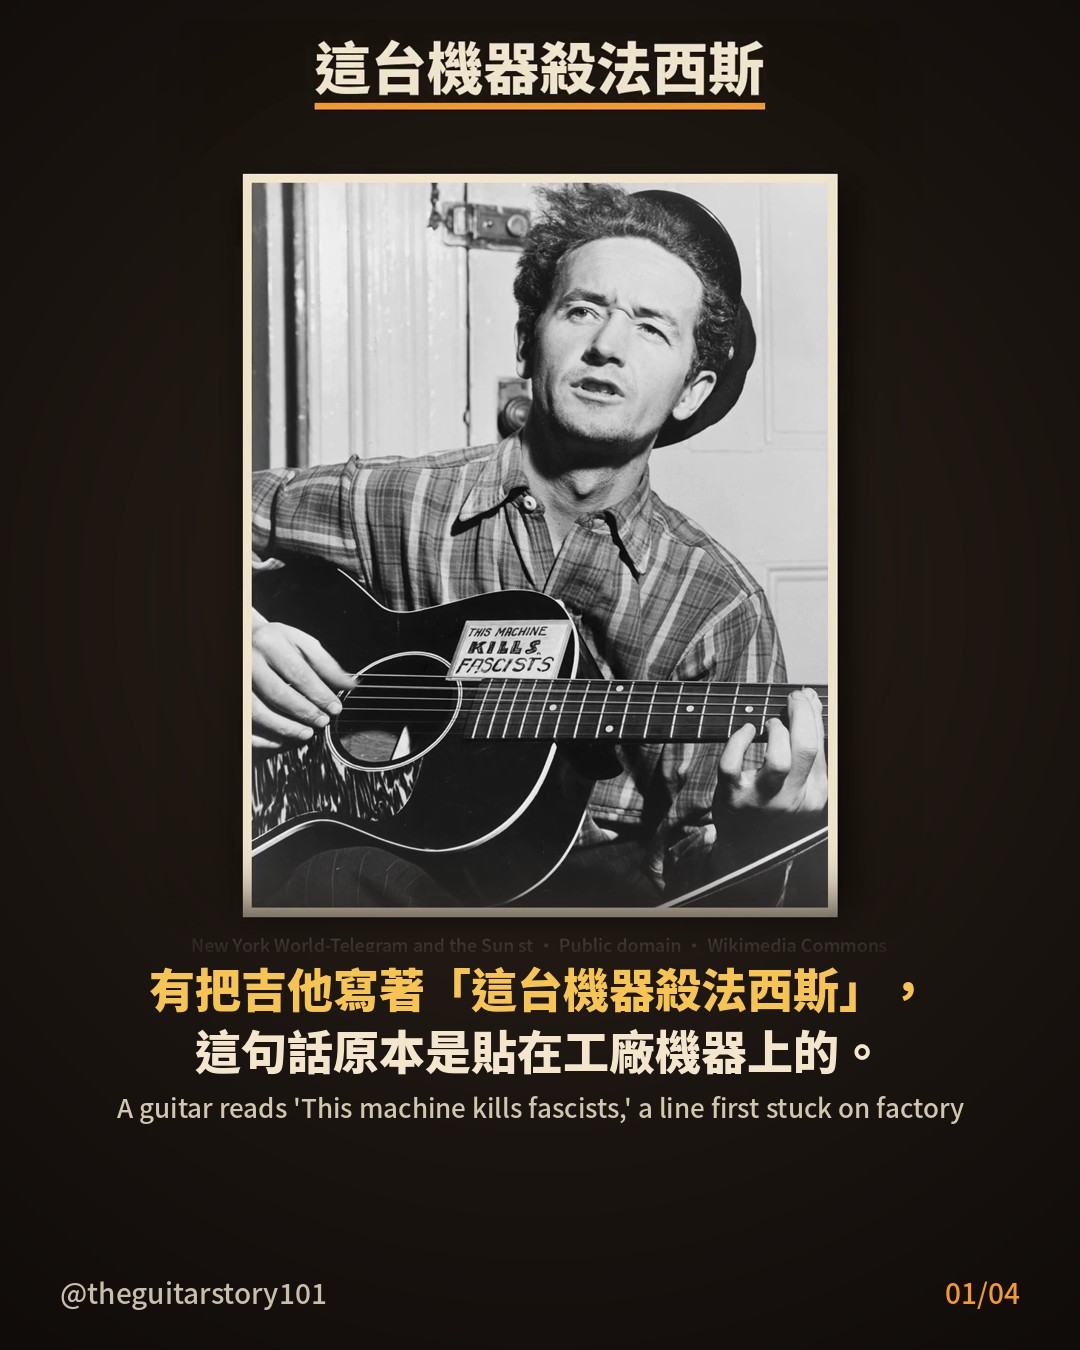 這台機器殺法西斯
THIS MACHINE
KILLS
FASCISTS
New York World-Telegram and the Sun st • Public domain • Wikimedia Commons
有把吉他寫著「這台機器殺法西斯」，
這句話原本是貼在工廠機器上的。
A guitar reads 'This machine kills fascists,' a line first stuck on factory
@theguitarstory101
01/04